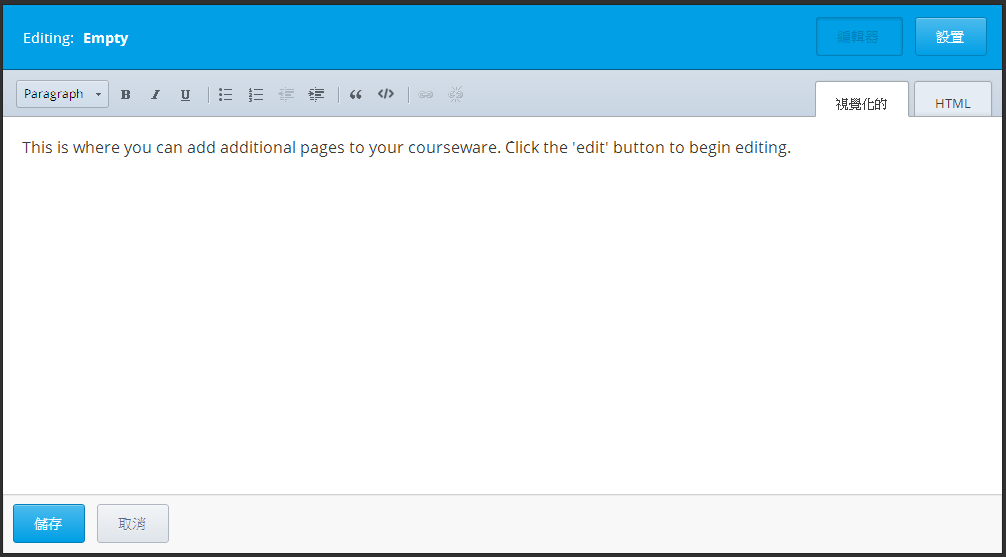 Editing: Empty
編輯器
設置
Paragraph
B I U
視覺化的
HTML
This is where you can add additional pages to your courseware. Click the 'edit' button to begin editing.
儲存
取消